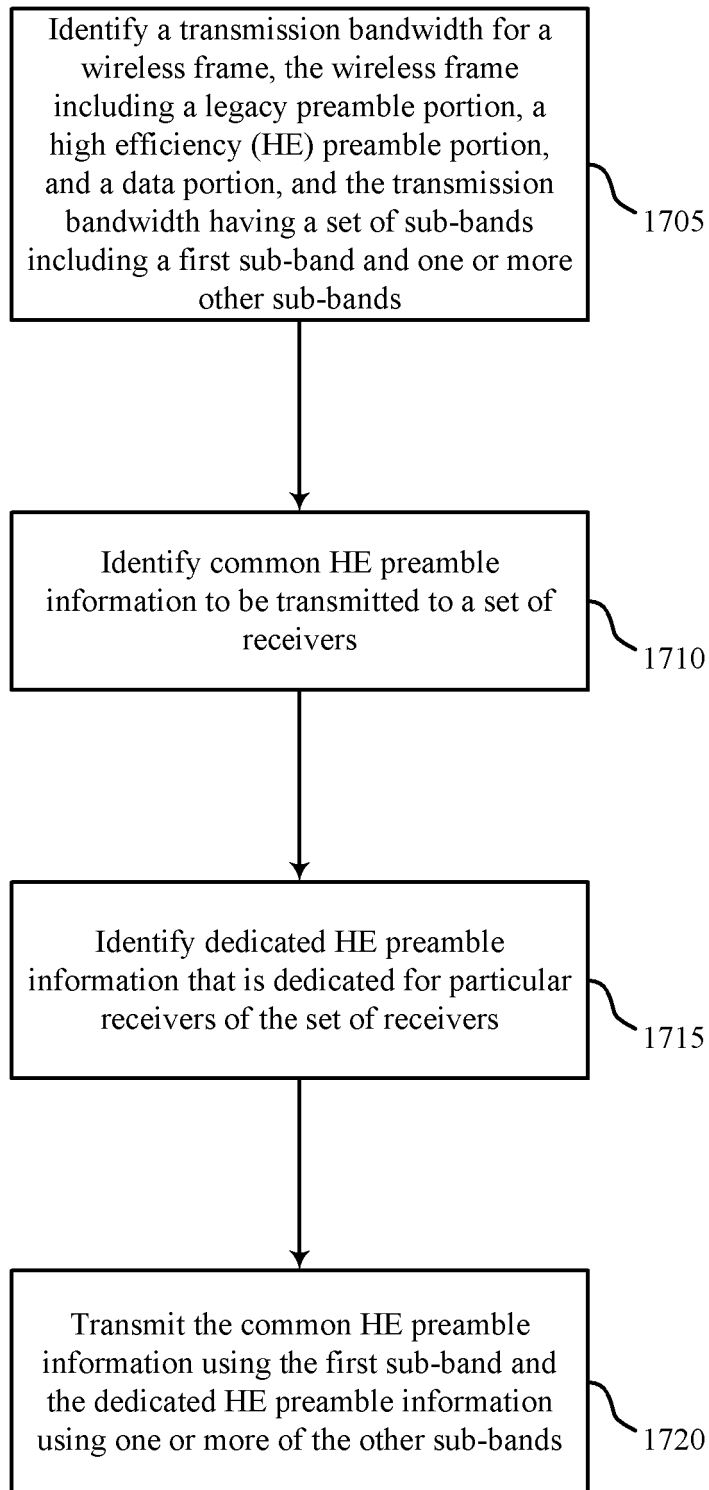 Identify a transmission bandwidth for a
wireless frame, the wireless frame
including a legacy preamble portion, a
high efficiency (HE) preamble portion,
and a data portion, and the transmission
bandwidth having a set of sub-bands
including a first sub-band and one or more
other sub-bands
1705
Identify common HE preamble
information to be transmitted to a set of
receivers
1710
Identify dedicated HE preamble
information that is dedicated for particular
receivers of the set of receivers
1715
Transmit the common HE preamble
information using the first sub-band and
the dedicated HE preamble information
using one or more of the other sub-bands
1720